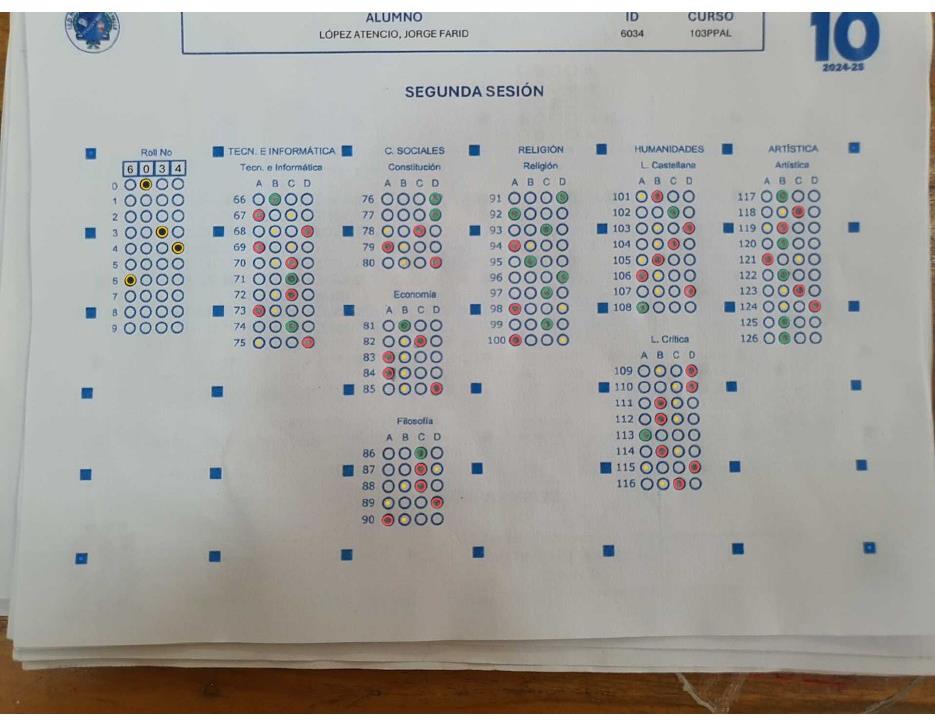 ALUMNO ID CURSO
LÓPEZ ATENCIO, JORGE FARID 6034 103PPAL
10
2024-25
SEGUNDA SESIÓN
Roll No
6 0 3 4
0
1
2
3
4
5
6
7
8
9
TECN. E INFORMÁTICA
Tecn. e Informática
A B C D
66
67
68
69
70
71
72
73
74
75
C. SOCIALES
Constitución
A B C D
76
77
78
79
80
Economía
A B C D
81
82
83
84
85
Filosofía
A B C D
86
87
88
89
90
RELIGIÓN
Religión
A B C D
91
92
93
94
95
96
97
98
99
100
HUMANIDADES
L. Castellana
A B C D
101
102
103
104
105
106
107
108
L. Crítica
A B C D
109
110
111
112
113
114
115
116
ARTÍSTICA
Artística
A B C D
117
118
119
120
121
122
123
124
125
126